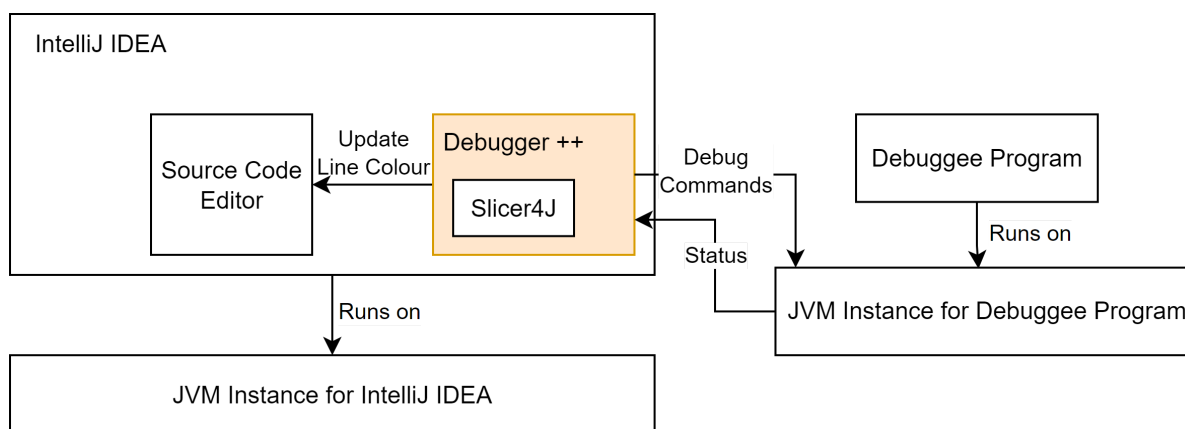 IntelliJ IDEA
Source Code
Editor
Update
Line Colour
Debugger ++
Slicer4J
Debug
Commands
Status
Debuggee Program
Runs on
JVM Instance for Debuggee Program
Runs on
JVM Instance for IntelliJ IDEA